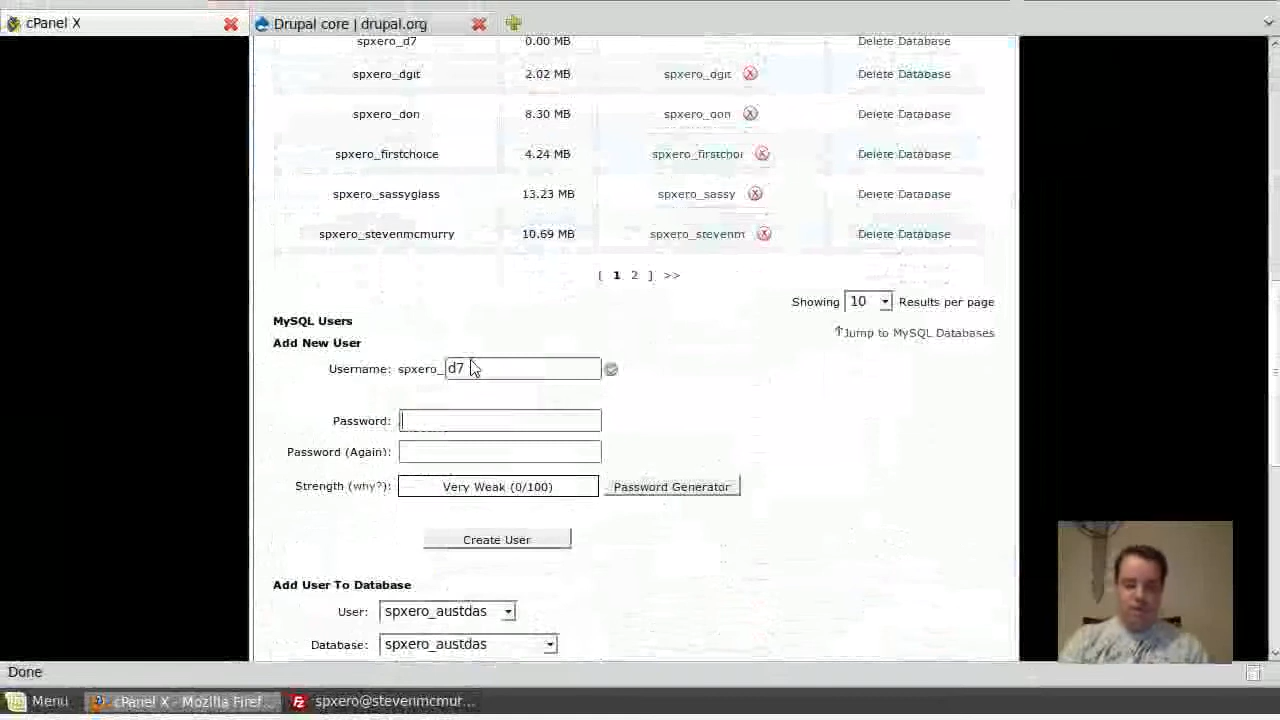 cPanel X
Drupal core | drupal.org
spxero_d7 0.00 MB Delete Database
spxero_dgit 2.02 MB spxero_dgit Delete Database
spxero_don 8.30 MB spxero_don Delete Database
spxero_firstchoice 4.24 MB spxero_firstchoi Delete Database
spxero_sassyglass 13.23 MB spxero_sassy Delete Database
spxero_stevenmcmurry 10.69 MB spxero_stevenm Delete Database
[ 1 2 ] >>
Showing 10 Results per page
MySQL Users
↑Jump to MySQL Databases
Add New User
Username: spxero_ d7
Password:
Password (Again):
Strength (why?): Very Weak (0/100) Password Generator
Create User
Add User To Database
User: spxero_austdas
Database: spxero_austdas
Done
Menu cPanel X - Mozilla Firef... spxero@stevenmcmur...